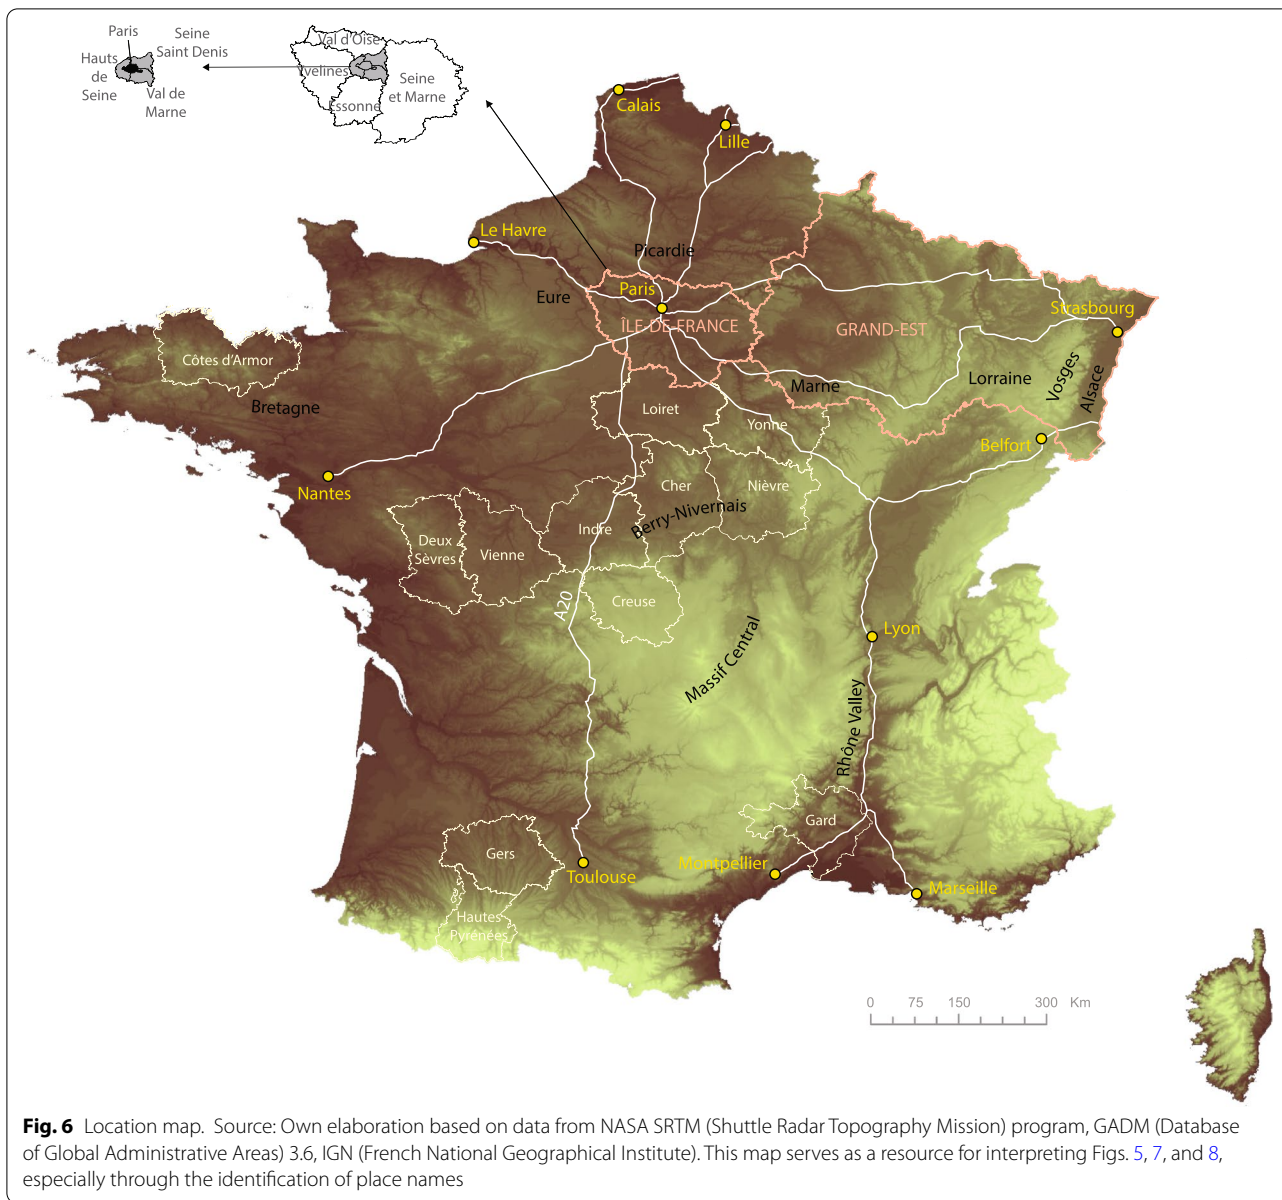 Paris
Seine
Saint Denis
Hauts
de
Seine
Val de
Marne
Val d'Oise
Yvelines
Seine
et Marne
Essonne
Calais
Lille
Le Havre
Picardie
Paris
Eure
ÎLE DE FRANCE
GRAND-EST
Strasbourg
Côtes d'Armor
Bretagne
Marne
Lorraine
Vosges
Alsace
Loiret
Yonne
Belfort
Nantes
Cher
Nièvre
Berry-Nivernais
Indre
Deux
Sèvres
Vienne
A20
Creuse
Lyon
Massif Central
Rhône Valley
Gard
Gers
Toulouse
Montpellier
Marseille
Hautes
Pyrénées
0 75 150 300 Km
Fig. 6 Location map. Source: Own elaboration based on data from NASA SRTM (Shuttle Radar Topography Mission) program, GADM (Database
of Global Administrative Areas) 3.6, IGN (French National Geographical Institute). This map serves as a resource for interpreting Figs. 5, 7, and 8,
especially through the identification of place names